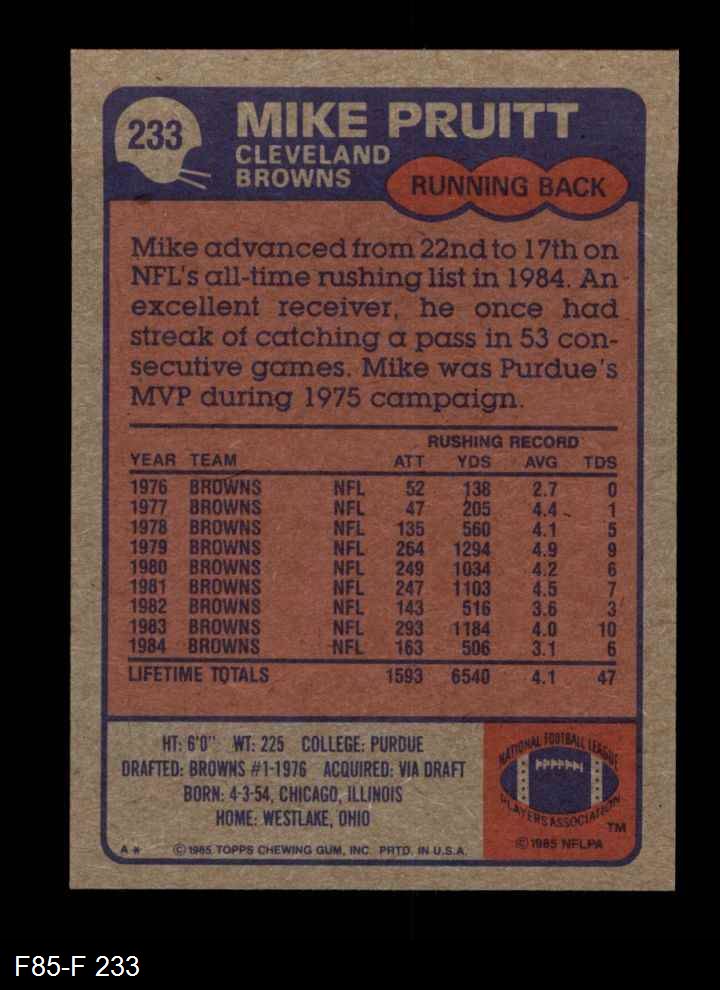 233
MIKE PRUITT
CLEVELAND
BROWNS
RUNNING BACK
Mike advanced from 22nd to 17th on
NFL's all-time rushing list in 1984. An
excellent receiver, he once had
streak of catching a pass in 53 con-
secutive games. Mike was Purdue's
MVP during 1975 campaign.
RUSHING RECORD
YEAR TEAM ATT YDS AVG TDS
1976 BROWNS NFL 52 138 2.7 0
1977 BROWNS NFL 47 205 4.4 1
1978 BROWNS NFL 135 560 4.1 5
1979 BROWNS NFL 264 1294 4.9 9
1980 BROWNS NFL 249 1034 4.2 6
1981 BROWNS NFL 247 1103 4.5 7
1982 BROWNS NFL 143 516 3.6 3
1983 BROWNS NFL 293 1184 4.0 10
1984 BROWNS NFL 163 506 3.1 6
LIFETIME TOTALS 1593 6540 4.1 47
HT: 6'0" WT: 225 COLLEGE: PURDUE
DRAFTED: BROWNS #1-1976 ACQUIRED: VIA DRAFT
BORN: 4-3-54, CHICAGO, ILLINOIS
HOME: WESTLAKE, OHIO
A* © 1985 TOPPS CHEWING GUM, INC. PRTD. IN U.S.A.
NATIONAL FOOTBALL LEAGUE
PLAYERS ASSOCIATION
TM
© 1985 NFLPA
F85-F 233